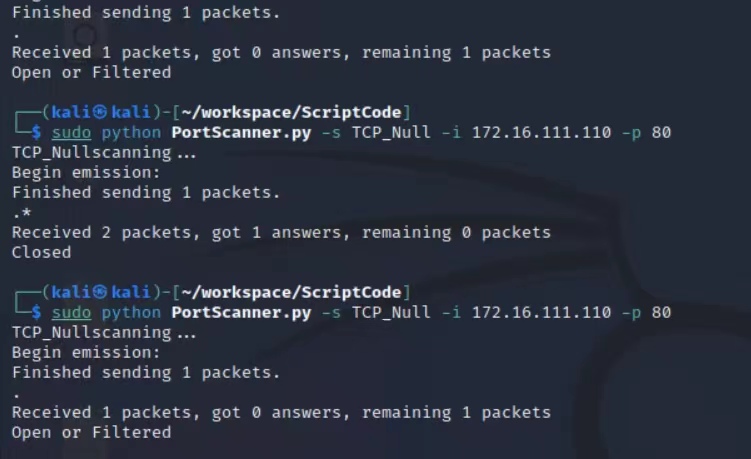 Finished sending 1 packets.
.
Received 1 packets, got 0 answers, remaining 1 packets
Open or Filtered
┌──(kali㉿kali)-[~/workspace/ScriptCode]
└─$ sudo python PortScanner.py -s TCP_Null -i 172.16.111.110 -p 80
TCP_Nullscanning...
Begin emission:
Finished sending 1 packets.
.*
Received 2 packets, got 1 answers, remaining 0 packets
Closed
┌──(kali㉿kali)-[~/workspace/ScriptCode]
└─$ sudo python PortScanner.py -s TCP_Null -i 172.16.111.110 -p 80
TCP_Nullscanning...
Begin emission:
Finished sending 1 packets.
.
Received 1 packets, got 0 answers, remaining 1 packets
Open or Filtered